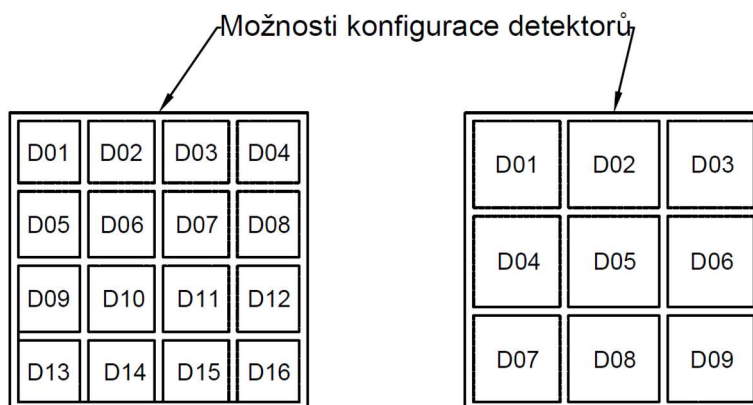 Možnosti konfigurace detektorů
D01 D02 D03 D04
D05 D06 D07 D08
D09 D10 D11 D12
D13 D14 D15 D16
D01 D02 D03
D04 D05 D06
D07 D08 D09